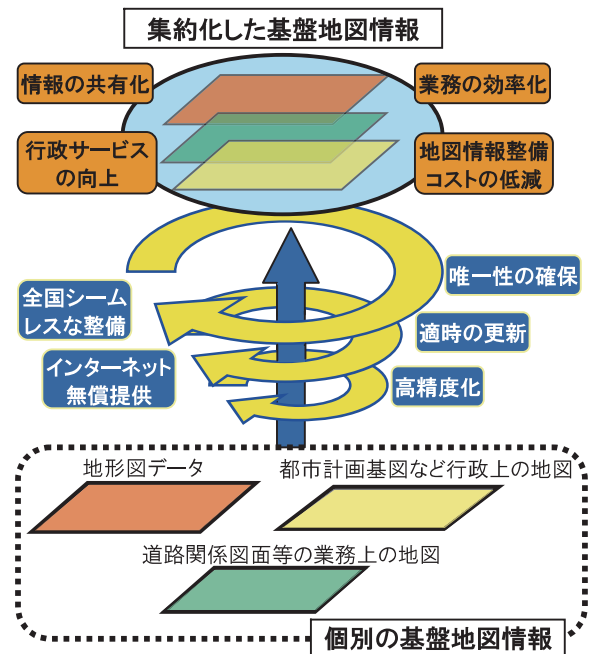 集約化した基盤地図情報
情報の共有化
業務の効率化
行政サービス
の向上
地図情報整備
コストの低減
唯一性の確保
全国シーム
レスな整備
適時の更新
インターネット
無償提供
高精度化
地形図データ
都市計画基図など行政上の地図
道路関係図面等の業務上の地図
個別の基盤地図情報